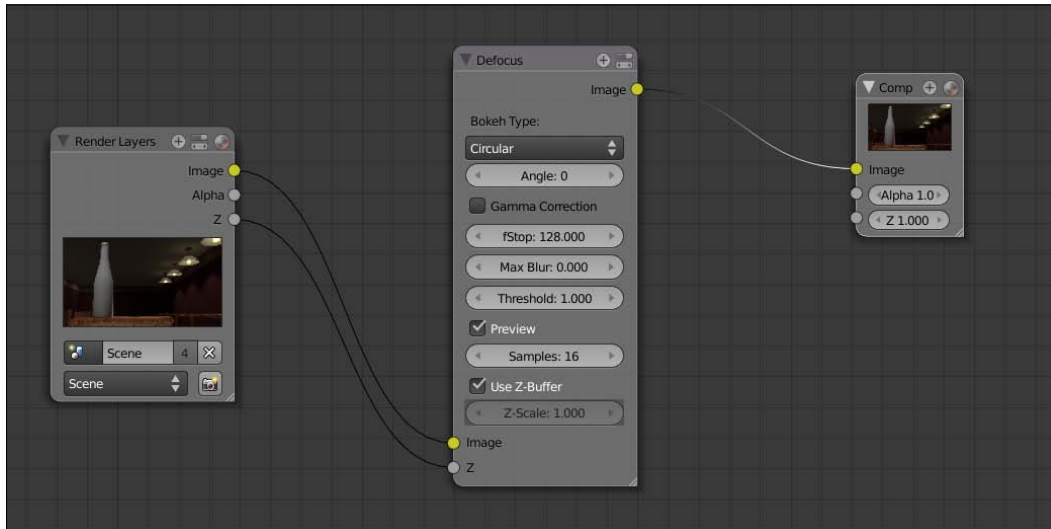 Render Layers
Image
Alpha
Z
Scene 4
Scene
Defocus
Image
Bokeh Type:
Circular
Angle: 0
Gamma Correction
fStop: 128.000
Max Blur: 0.000
Threshold: 1.000
Preview
Samples: 16
Use Z-Buffer
Z-Scale: 1.000
Image
Z
Comp
Image
Alpha 1.0
Z 1.000